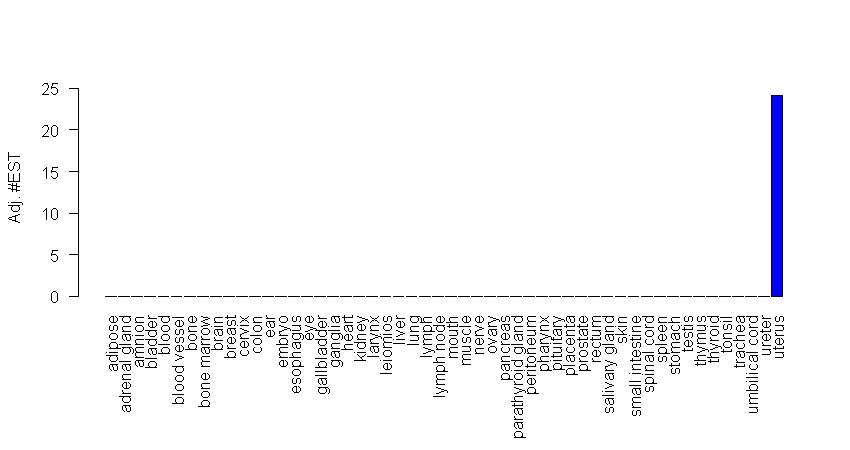 25
20
15
10
5
0
Adj. #EST
adipose
adrenal gland
amnion
bladder
blood
blood vessel
bone
bone marrow
brain
breast
cervix
colon
ear
embryo
esophagus
eye
gallbladder
ganglia
heart
kidney
larynx
leiomios
liver
lung
lymph
lymph node
mouth
muscle
nerve
ovary
pancreas
parathyroid gland
peritoneum
pharynx
pituitary
placenta
prostate
rectum
salivary gland
skin
small intestine
spinal cord
spleen
stomach
testis
thymus
thyroid
tonsil
trachea
umbilical cord
ureter
uterus